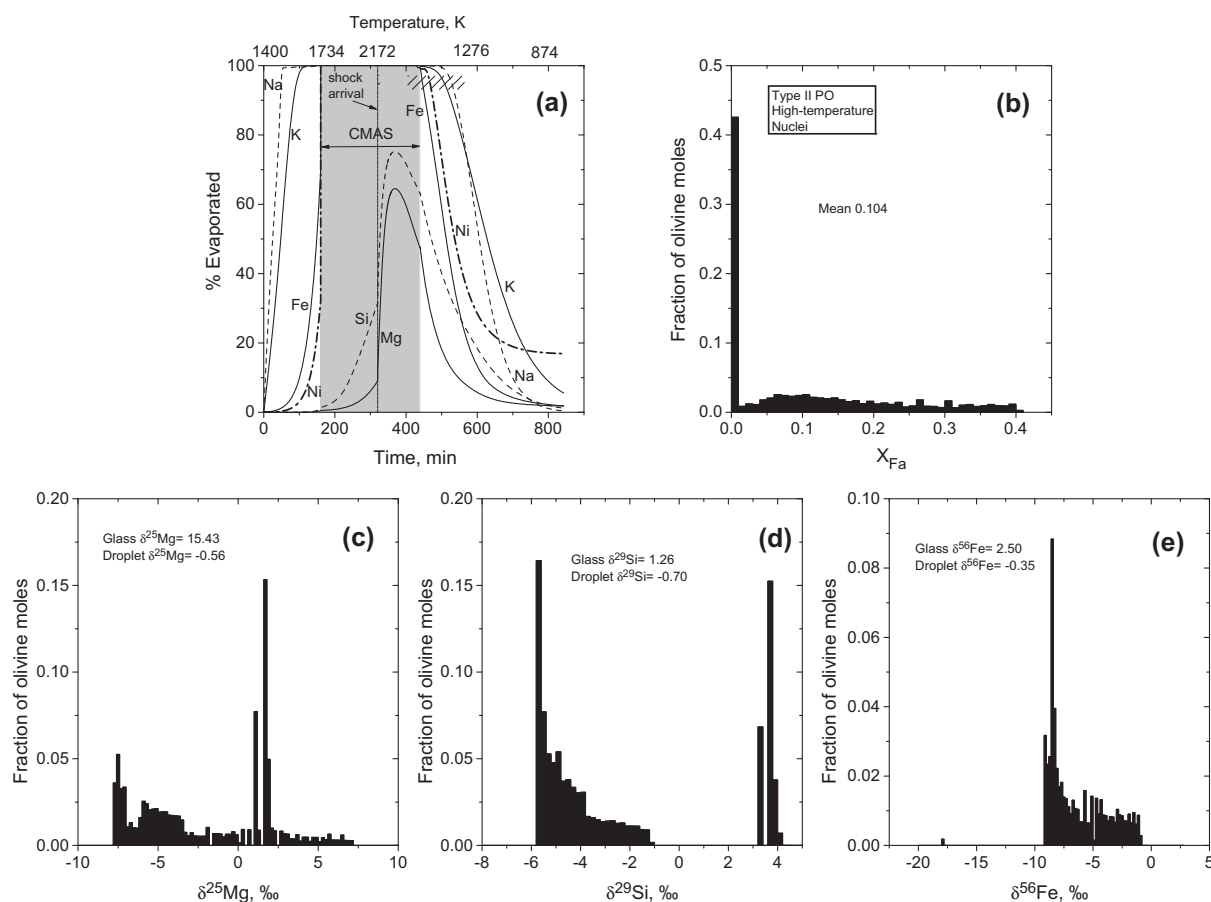 Temperature, K
1400 1734 2172 1276 874
100
80
60
40
20
0
% Evaporated
0 200 400 600 800
Time, min
Na
K
Fe
Ni
shock
arrival
CMAS
Si
Mg
Fe
Ni
K
Na
(a)
0.5
0.4
0.3
0.2
0.1
0.0
Fraction of olivine moles
0.0 0.1 0.2 0.3 0.4
X_Fa
Type II PO
High-temperature
Nuclei
Mean 0.104
(b)
0.20
0.15
0.10
0.05
0.00
Fraction of olivine moles
-10 -5 0 5 10
δ²⁵Mg, ‰
Glass δ²⁵Mg= 15.43
Droplet δ²⁵Mg= -0.56
(c)
0.20
0.15
0.10
0.05
0.00
Fraction of olivine moles
-8 -6 -4 -2 0 2 4
δ²⁹Si, ‰
Glass δ²⁹Si= 1.26
Droplet δ²⁹Si= -0.70
(d)
0.10
0.08
0.06
0.04
0.02
0.00
Fraction of olivine moles
-20 -15 -10 -5 0 5
δ⁵⁶Fe, ‰
Glass δ⁵⁶Fe= 2.50
Droplet δ⁵⁶Fe= -0.35
(e)